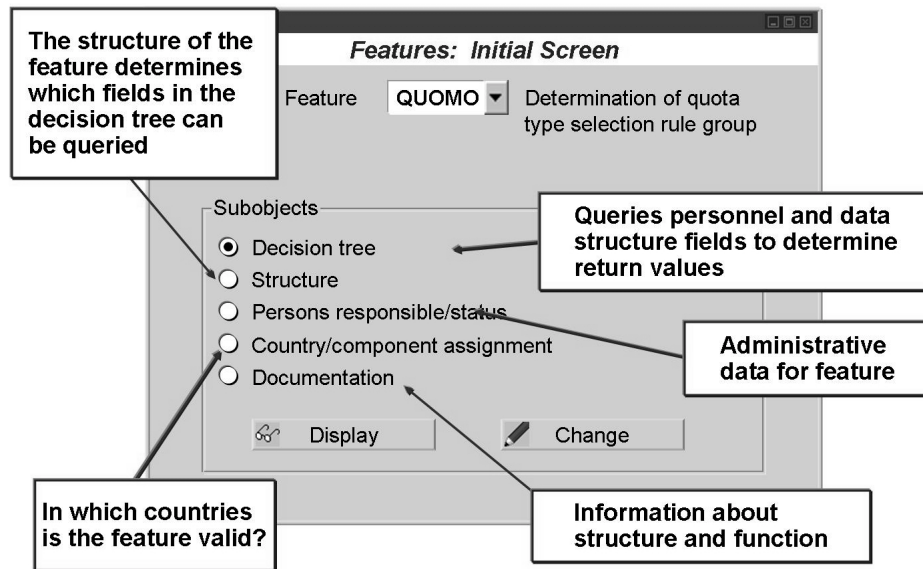 The structure of the
feature determines
which fields in the
decision tree can
be queried
Features: Initial Screen
Feature QUOMO Determination of quota
type selection rule group
Subobjects
Decision tree
Structure
Persons responsible/status
Country/component assignment
Documentation
Display Change
Queries personnel and data
structure fields to determine
return values
Administrative
data for feature
In which countries
is the feature valid?
Information about
structure and function